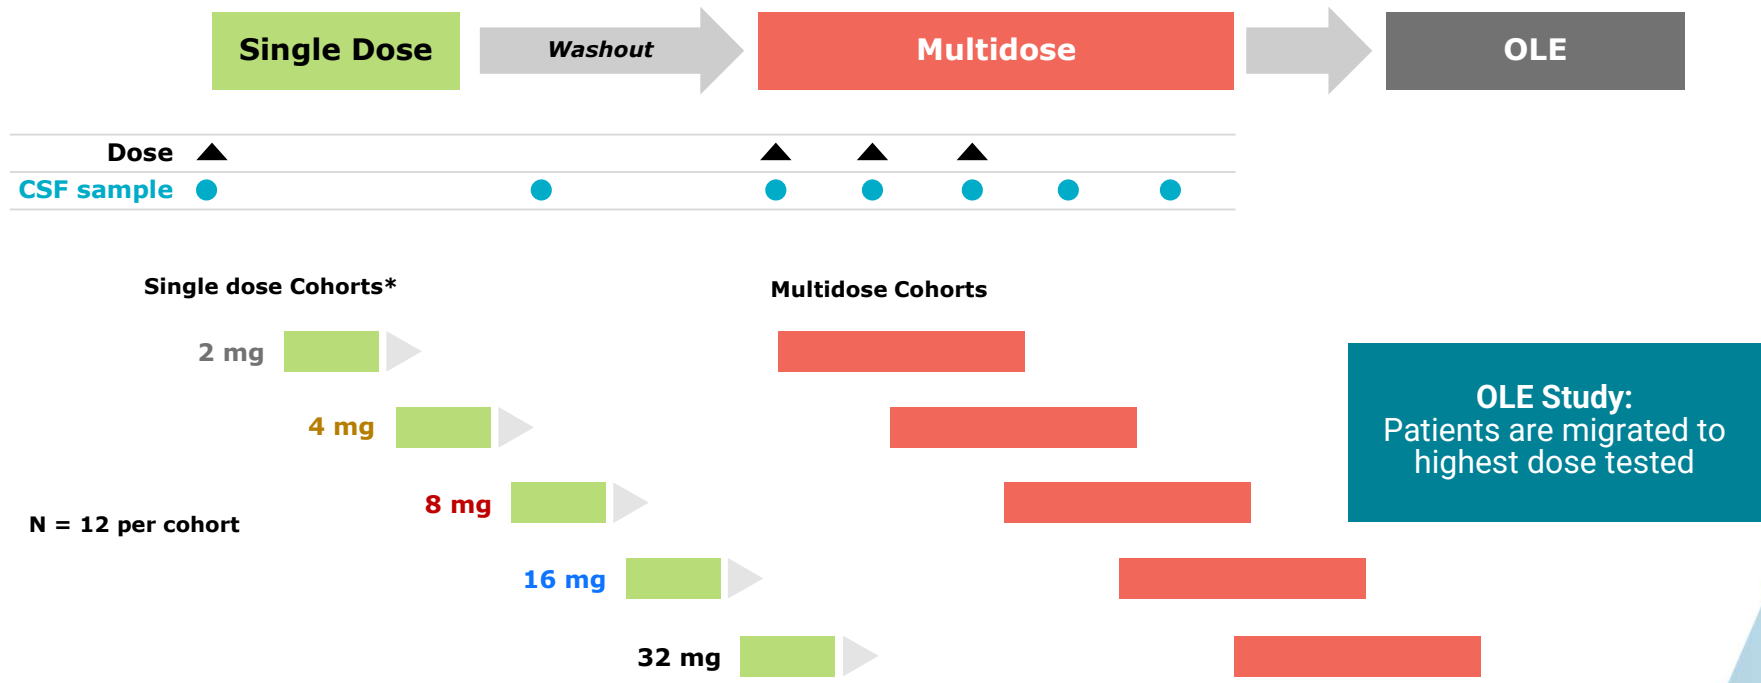 Single Dose
Washout
Multidose
OLE
Dose
CSF sample
Single dose Cohorts*
Multidose Cohorts
2 mg
4 mg
8 mg
16 mg
32 mg
N = 12 per cohort
OLE Study:
Patients are migrated to
highest dose tested